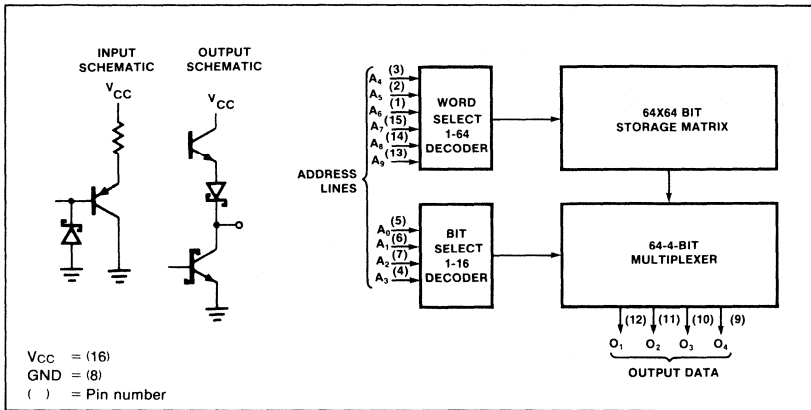 INPUT
SCHEMATIC
VCC
OUTPUT
SCHEMATIC
VCC
VCC = (16)
GND = (8)
( ) = Pin number
ADDRESS
LINES
A4 (3)
A5 (2)
A6 (1)
A7 (15)
A8 (14)
A9 (13)
WORD
SELECT
1-64
DECODER
64X64 BIT
STORAGE MATRIX
A0 (5)
A1 (6)
A2 (7)
A3 (4)
BIT
SELECT
1-16
DECODER
64-4-BIT
MULTIPLEXER
(12) (11) (10) (9)
O1 O2 O3 O4
OUTPUT DATA